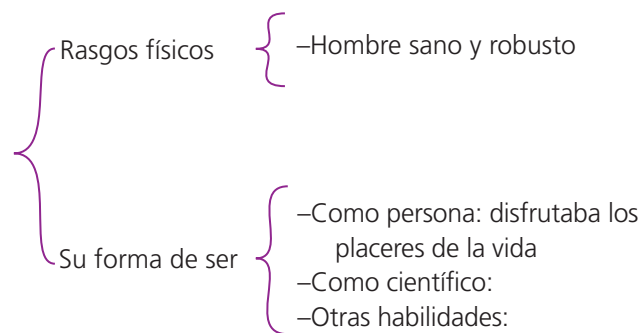 Rasgos físicos
–Hombre sano y robusto
Su forma de ser
–Como persona: disfrutaba los
placeres de la vida
–Como científico:
–Otras habilidades: